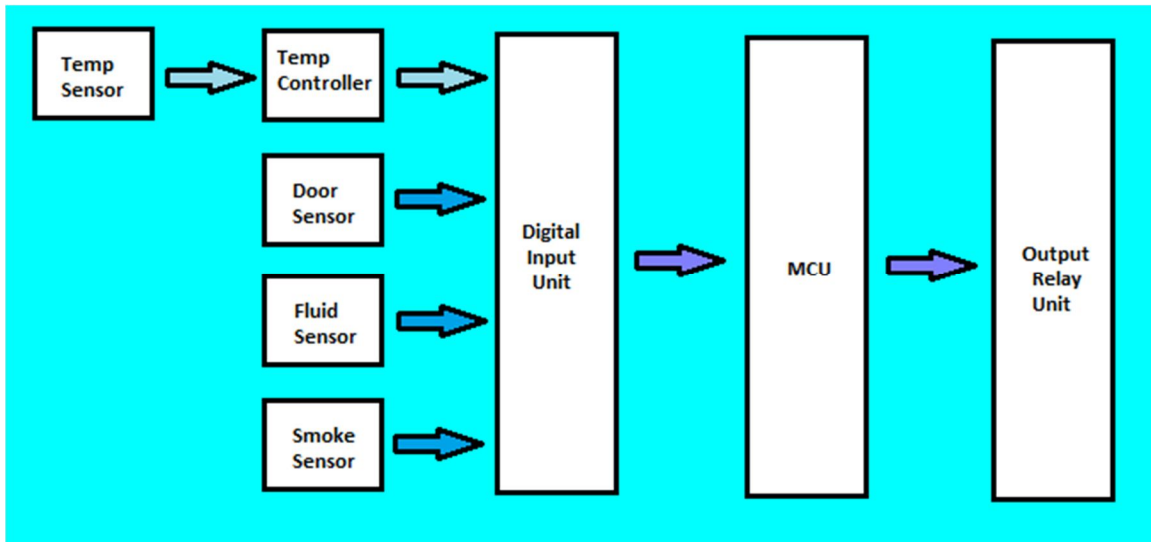 Temp
Sensor
Temp
Controller
Door
Sensor
Fluid
Sensor
Smoke
Sensor
Digital
Input
Unit
MCU
Output
Relay
Unit